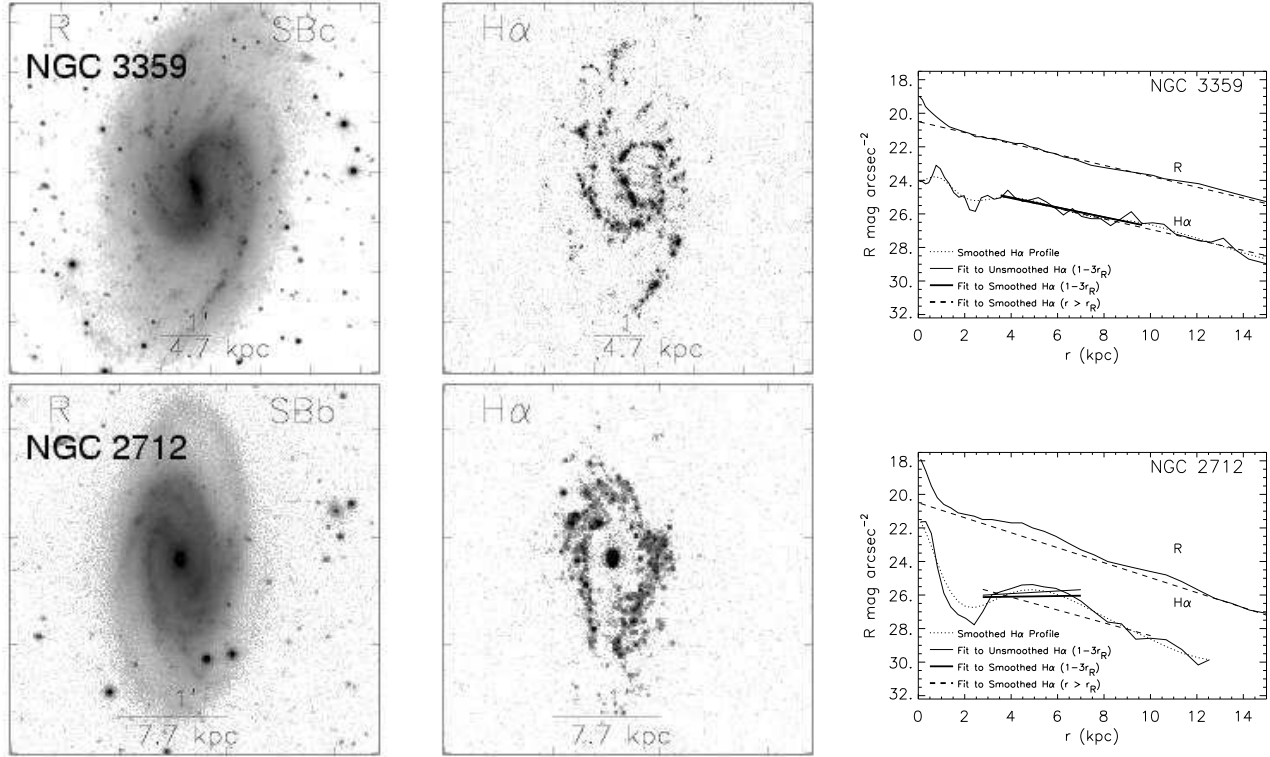 R SBc
NGC 3359
1'
4.7 kpc
Hα
1'
4.7 kpc
NGC 3359
R
Hα
Smoothed Hα Profile
Fit to Unsmoothed Hα (1−3r_R)
Fit to Smoothed Hα (1−3r_R)
Fit to Smoothed Hα (r > r_R)
R mag arcsec⁻²
18.
20.
22.
24.
26.
28.
30.
32.
0 2 4 6 8 10 12 14
r (kpc)
R SBb
NGC 2712
1'
7.7 kpc
Hα
1'
7.7 kpc
NGC 2712
R
Hα
Smoothed Hα Profile
Fit to Unsmoothed Hα (1−3r_R)
Fit to Smoothed Hα (1−3r_R)
Fit to Smoothed Hα (r > r_R)
R mag arcsec⁻²
18.
20.
22.
24.
26.
28.
30.
32.
0 2 4 6 8 10 12 14
r (kpc)